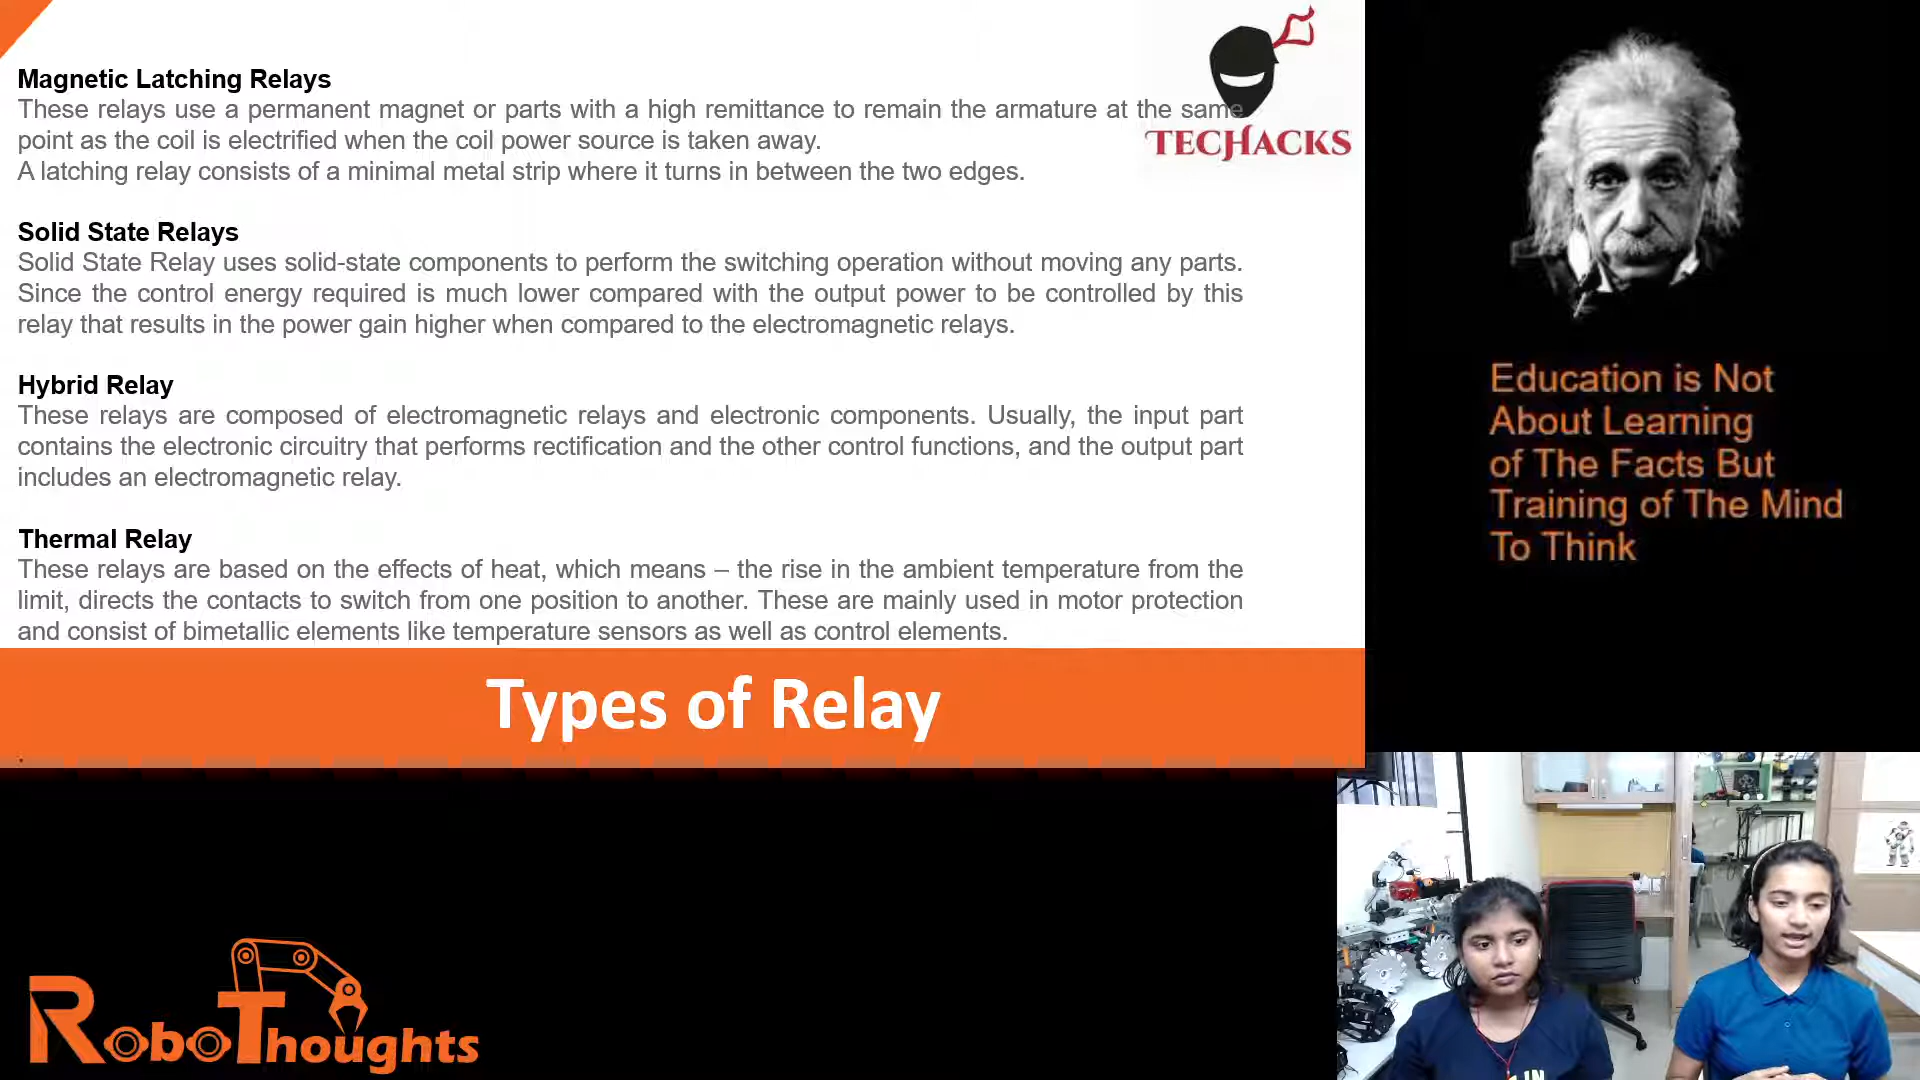 Magnetic Latching Relays
These relays use a permanent magnet or parts with a high remittance to remain the armature at the same
point as the coil is electrified when the coil power source is taken away.
A latching relay consists of a minimal metal strip where it turns in between the two edges.
Solid State Relays
Solid State Relay uses solid-state components to perform the switching operation without moving any parts.
Since the control energy required is much lower compared with the output power to be controlled by this
relay that results in the power gain higher when compared to the electromagnetic relays.
Hybrid Relay
These relays are composed of electromagnetic relays and electronic components. Usually, the input part
contains the electronic circuitry that performs rectification and the other control functions, and the output part
includes an electromagnetic relay.
Thermal Relay
These relays are based on the effects of heat, which means – the rise in the ambient temperature from the
limit, directs the contacts to switch from one position to another. These are mainly used in motor protection
and consist of bimetallic elements like temperature sensors as well as control elements.
Types of Relay
TECHACKS
Education is Not
About Learning
of The Facts But
Training of The Mind
To Think
RoboThoughts